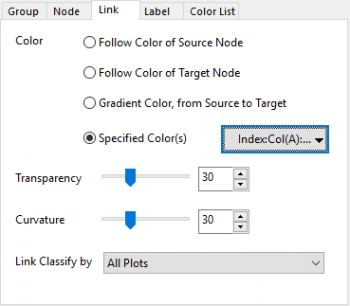 Group Node Link Label Color List
Color
Follow Color of Source Node
Follow Color of Target Node
Gradient Color, from Source to Target
Specified Color(s) Index:Col(A):...
Transparency 30
Curvature 30
Link Classify by All Plots